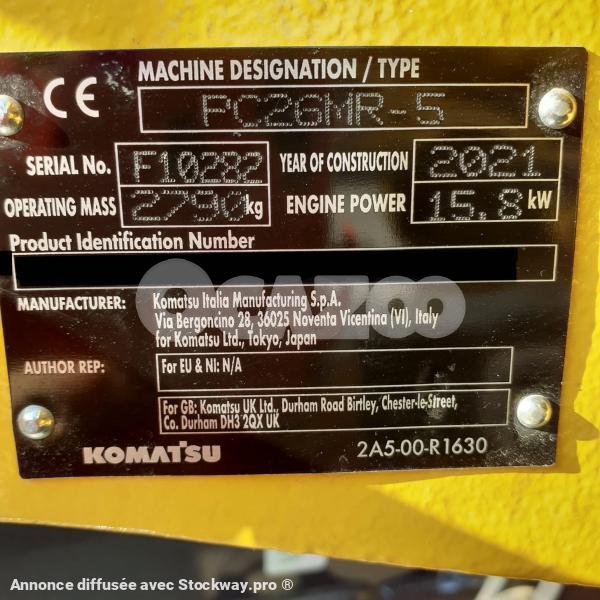 MACHINE DESIGNATION / TYPE
CE
PC26MR-5
SERIAL No. F10282 YEAR OF CONSTRUCTION 2021
OPERATING MASS 2790 kg ENGINE POWER 15.8 kW
Product Identification Number
OCAZOO
MANUFACTURER: Komatsu Italia Manufacturing S.p.A.
Via Bergoncino 28, 36025 Noventa Vicentina (VI), Italy
for Komatsu Ltd., Tokyo, Japan
AUTHOR REP: For EU & NI: N/A
For GB: Komatsu UK Ltd., Durham Road Birtley, Chester-le-Street,
Co. Durham DH3 2QX UK
KOMATSU 2A5-00-R1630
Annonce diffusée avec Stockway.pro ®